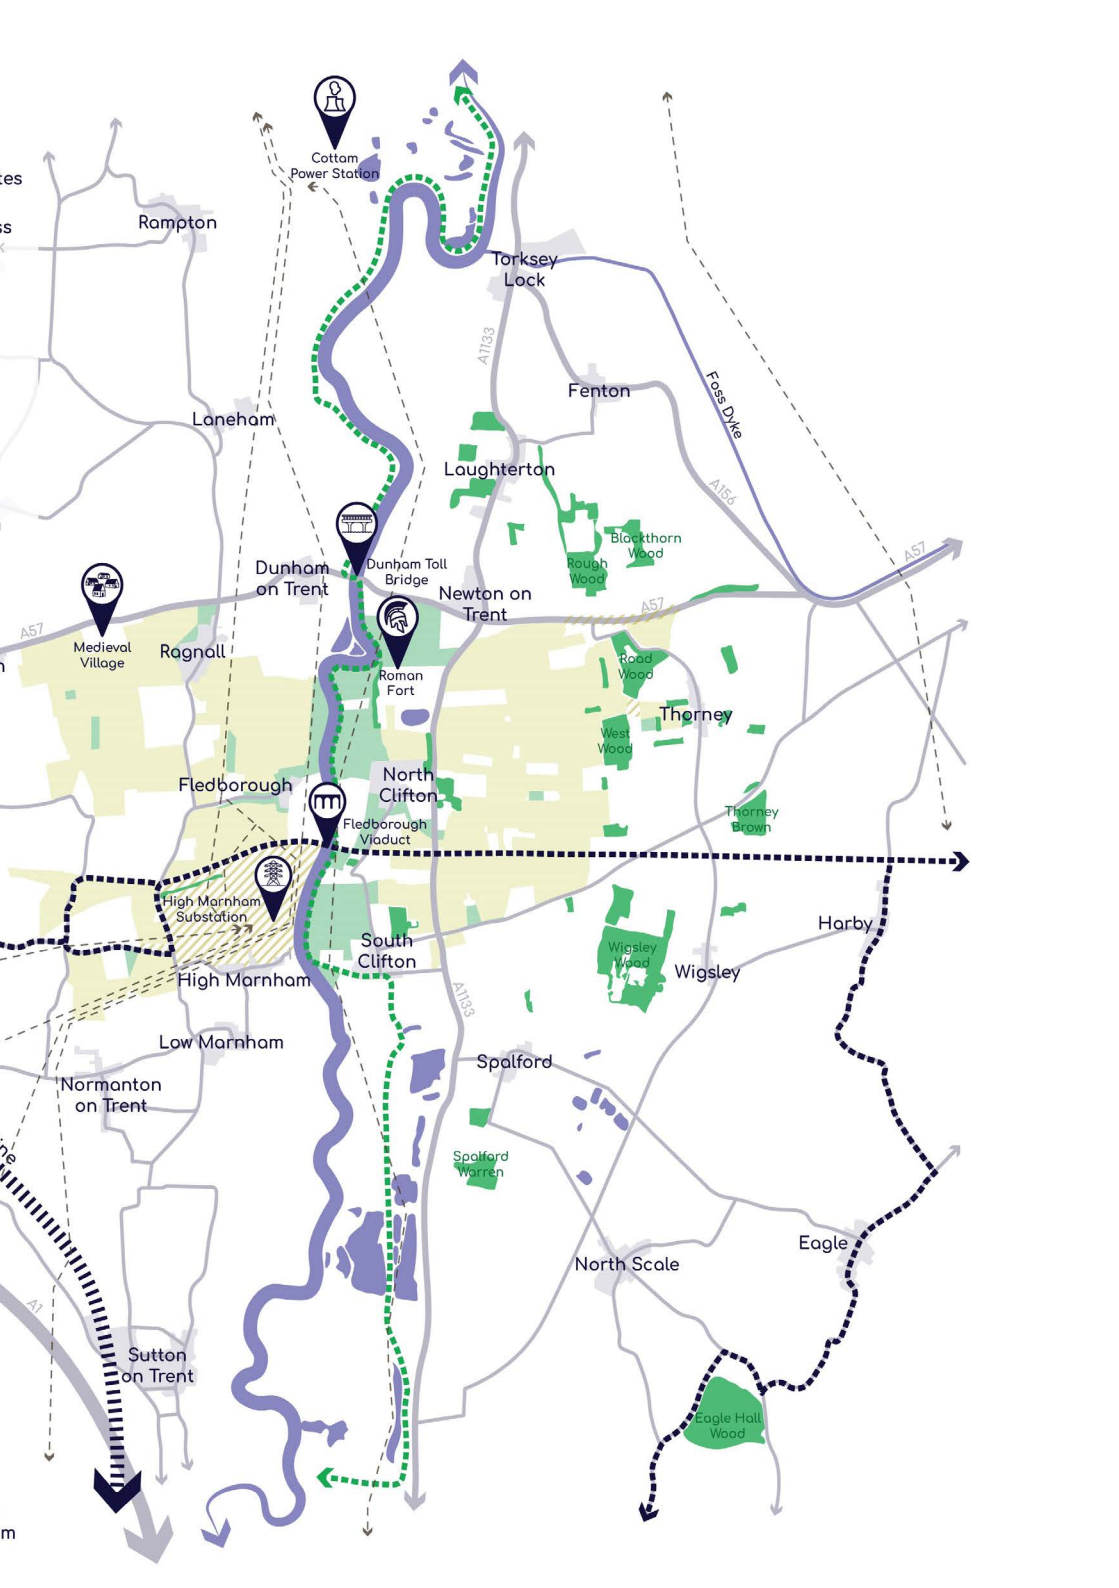 Cottam
Power Station
tes
Rampton
ss
Torksey
Lock
A1133
Foss Dyke
Fenton
Laneham
Laughterton
A156
Blackthorn
Wood
Rough
Wood
A57
Dunham Toll
Bridge
Dunham
on Trent
Newton on
Trent
A57
A57
Medieval
Village
Ragnall
Road
Wood
Roman
Fort
Thorney
West
Wood
North
Clifton
Fledborough
Thorney
Brown
Fledborough
Viaduct
High Marnham
Substation
Harby
South
Clifton
Wigsley
Wood
Wigsley
High Marnham
A1133
Low Marnham
Spalford
Normanton
on Trent
ine
Spalford
Warren
Eagle
North Scale
A1
Sutton
on Trent
Eagle Hall
Wood
m